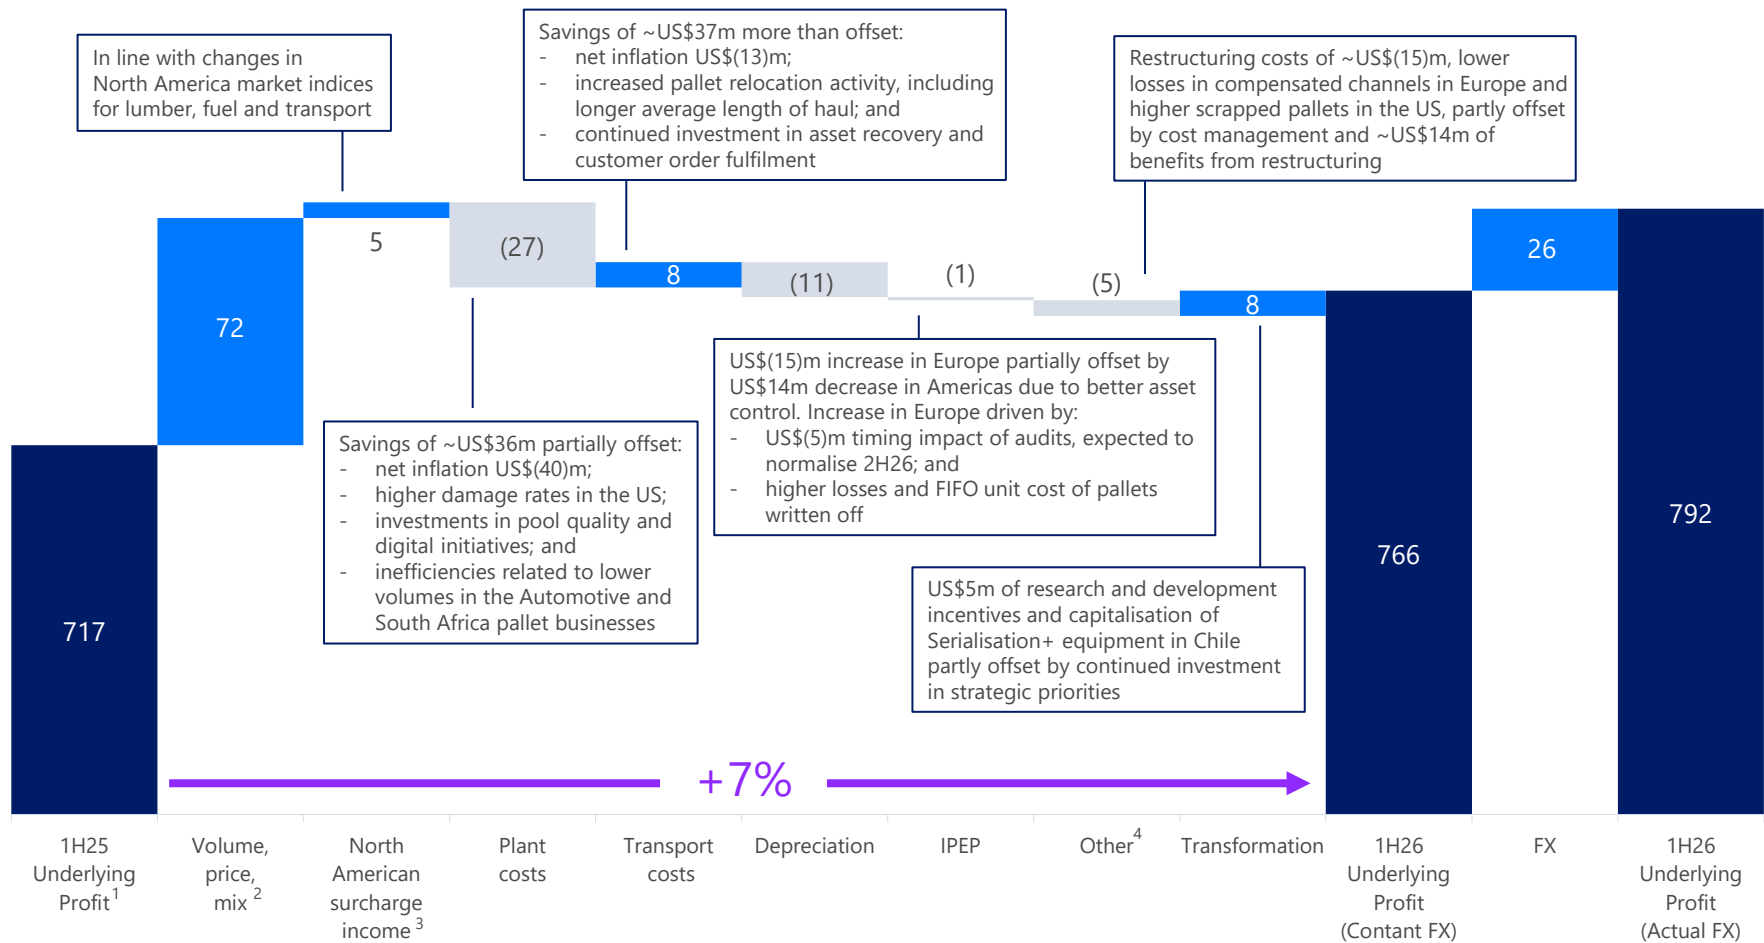 In line with changes in
North America market indices
for lumber, fuel and transport
Savings of ~US$37m more than offset:
- net inflation US$(13)m;
- increased pallet relocation activity, including
longer average length of haul; and
- continued investment in asset recovery and
customer order fulfilment
Restructuring costs of ~US$(15)m, lower
losses in compensated channels in Europe and
higher scrapped pallets in the US, partly offset
by cost management and ~US$14m of
benefits from restructuring
717
72
5
(27)
8
(11)
(1)
(5)
8
766
26
792
Savings of ~US$36m partially offset:
- net inflation US$(40)m;
- higher damage rates in the US;
- investments in pool quality and
digital initiatives; and
- inefficiencies related to lower
volumes in the Automotive and
South Africa pallet businesses
US$(15)m increase in Europe partially offset by
US$14m decrease in Americas due to better asset
control. Increase in Europe driven by:
- US$(5)m timing impact of audits, expected to
normalise 2H26; and
- higher losses and FIFO unit cost of pallets
written off
US$5m of research and development
incentives and capitalisation of
Serialisation+ equipment in Chile
partly offset by continued investment
in strategic priorities
+7%
1H25
Underlying
Profit1
Volume,
price,
mix 2
North
American
surcharge
income 3
Plant
costs
Transport
costs
Depreciation
IPEP
Other4
Transformation
1H26
Underlying
Profit
(Contant FX)
FX
1H26
Underlying
Profit
(Actual FX)